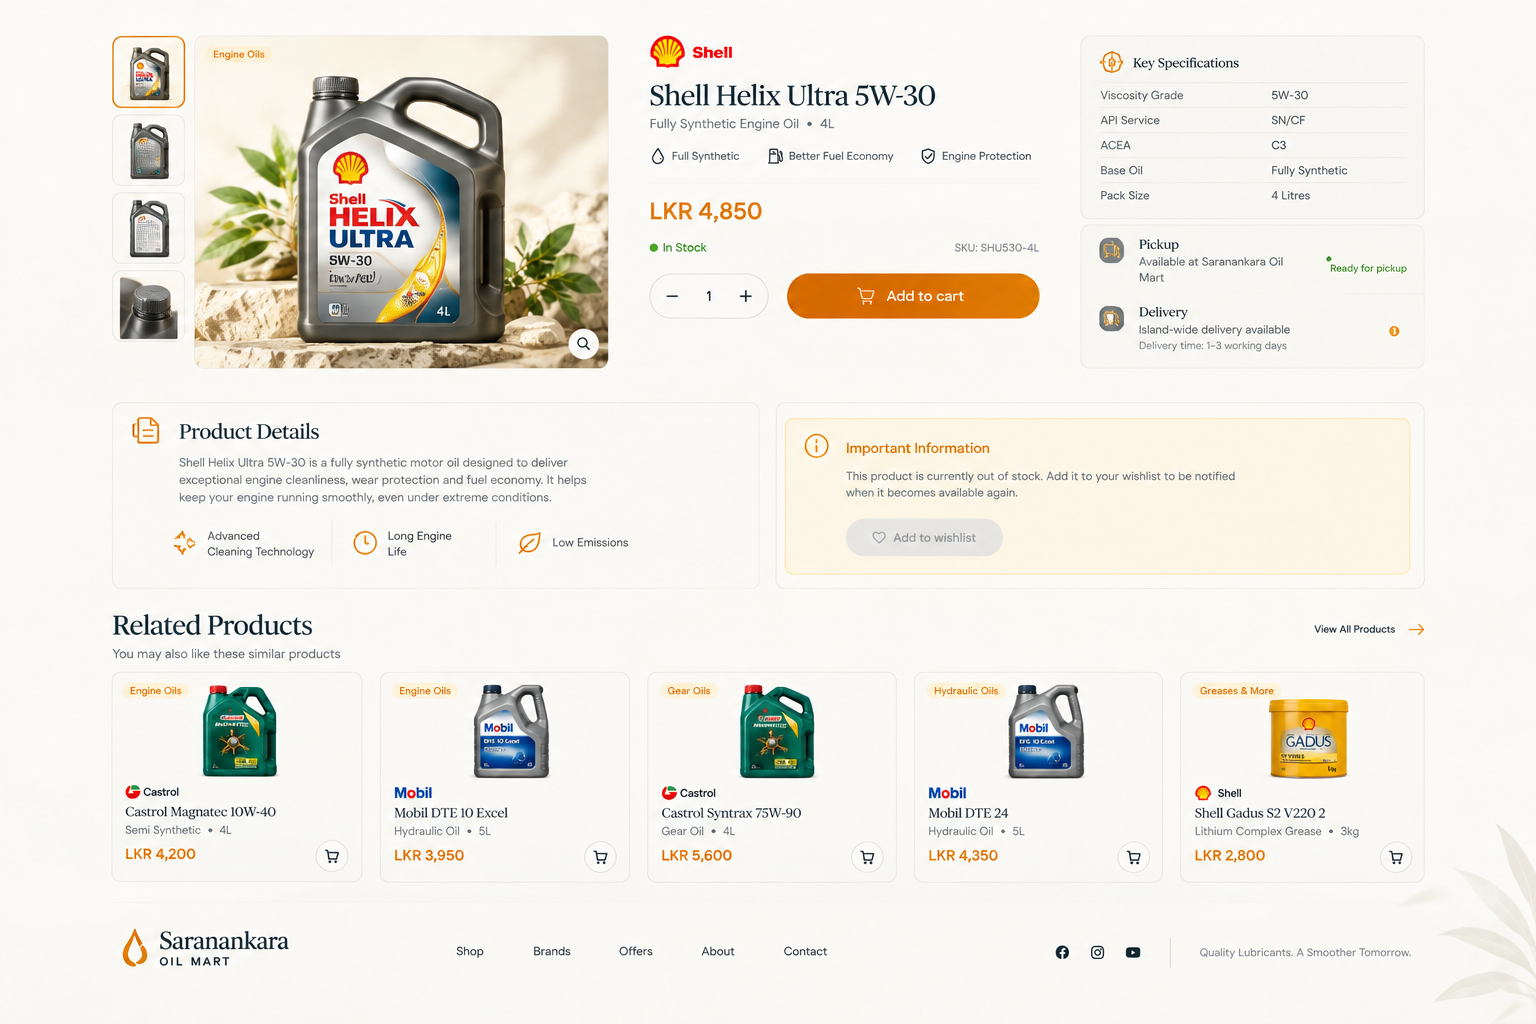 Engine Oils
Shell
HELIX
ULTRA
5W-30
4L
Shell
Shell Helix Ultra 5W-30
Fully Synthetic Engine Oil • 4L
Full Synthetic
Better Fuel Economy
Engine Protection
LKR 4,850
In Stock
SKU: SHU530-4L
1
Add to cart
Key Specifications
Viscosity Grade 5W-30
API Service SN/CF
ACEA C3
Base Oil Fully Synthetic
Pack Size 4 Litres
Pickup
Available at Saranankara Oil
Mart
Ready for pickup
Delivery
Island-wide delivery available
Delivery time: 1–3 working days
Product Details
Shell Helix Ultra 5W-30 is a fully synthetic motor oil designed to deliver
exceptional engine cleanliness, wear protection and fuel economy. It helps
keep your engine running smoothly, even under extreme conditions.
Advanced
Cleaning Technology
Long Engine
Life
Low Emissions
Important Information
This product is currently out of stock. Add it to your wishlist to be notified
when it becomes available again.
Add to wishlist
Related Products
You may also like these similar products
View All Products
Engine Oils
Castrol
Castrol Magnatec 10W-40
Semi Synthetic • 4L
LKR 4,200
Engine Oils
Mobil
Mobil
Mobil DTE 10 Excel
Hydraulic Oil • 5L
LKR 3,950
Gear Oils
Castrol
Castrol Syntrax 75W-90
Gear Oil • 4L
LKR 5,600
Hydraulic Oils
Mobil
Mobil
Mobil DTE 24
Hydraulic Oil • 5L
LKR 4,350
Greases & More
GADUS
Shell
Shell Gadus S2 V220 2
Lithium Complex Grease • 3kg
LKR 2,800
Saranankara
OIL MART
Shop
Brands
Offers
About
Contact
Quality Lubricants. A Smoother Tomorrow.